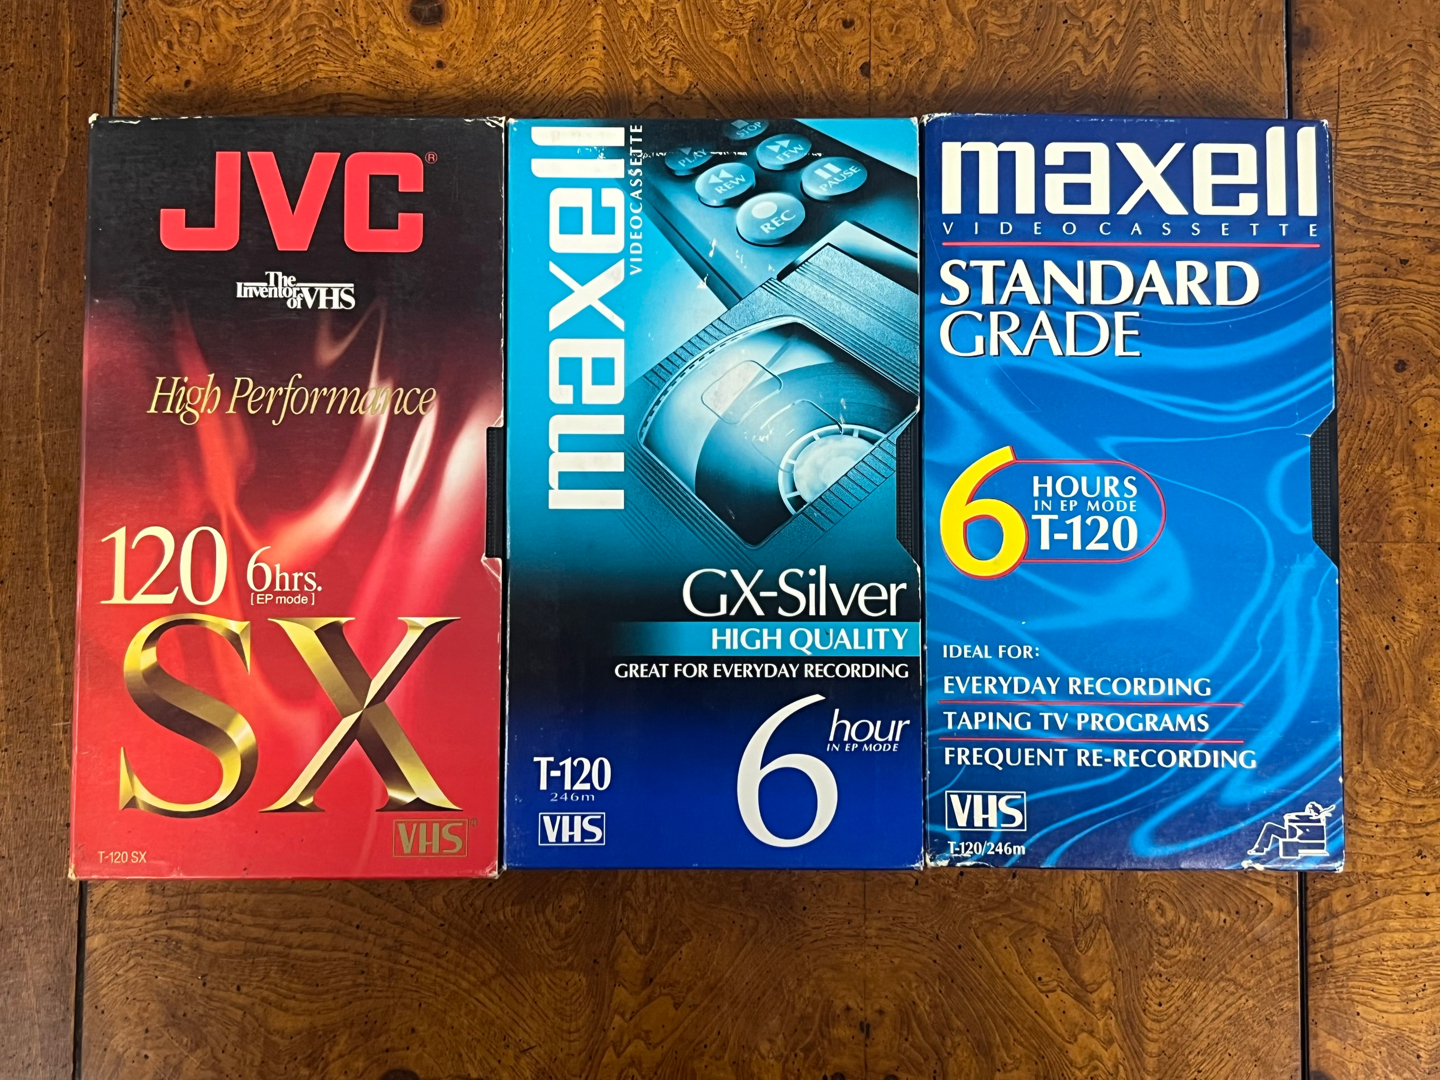 JVC®
The
Inventor
of VHS
High Performance
120 6hrs.
[EP mode]
SX
VHS
T-120 SX
maxell
VIDEOCASSETTE
STOP
PLAY
FFW
REW
PAUSE
REC
GX-Silver
HIGH QUALITY
GREAT FOR EVERYDAY RECORDING
6 hour
IN EP MODE
T-120
246m
VHS
maxell
VIDEOCASSETTE
STANDARD
GRADE
6 HOURS
IN EP MODE
T-120
IDEAL FOR:
EVERYDAY RECORDING
TAPING TV PROGRAMS
FREQUENT RE-RECORDING
VHS
T-120/246m